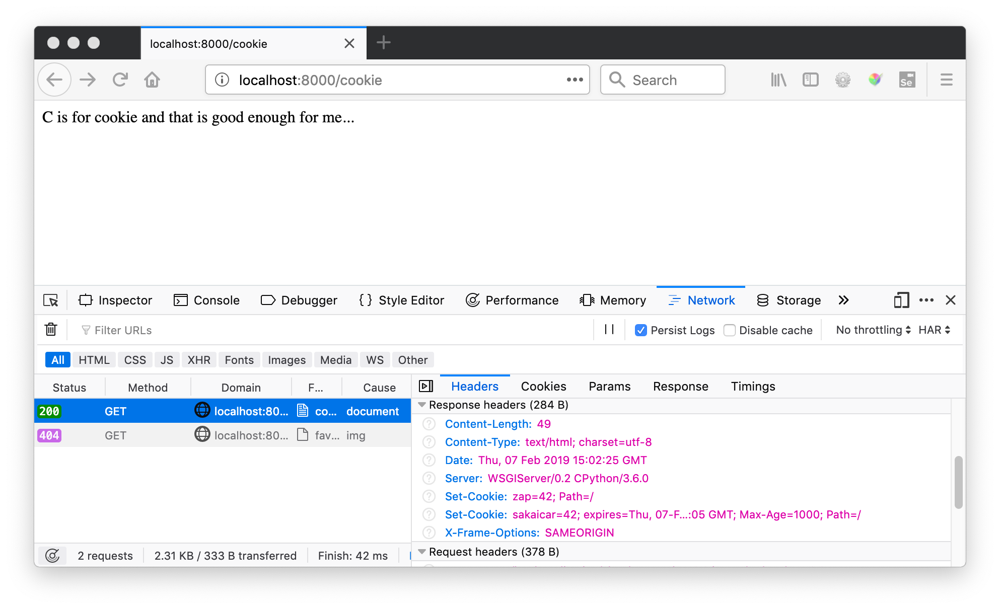 localhost:8000/cookie
localhost:8000/cookie
Search
Se
C is for cookie and that is good enough for me...
Inspector Console Debugger { } Style Editor Performance Memory Network Storage
Filter URLs Persist Logs Disable cache No throttling HAR
All HTML CSS JS XHR Fonts Images Media WS Other
Status Method Domain F... Cause
200 GET localhost:80... co... document
404 GET localhost:80... fav... img
2 requests 2.31 KB / 333 B transferred Finish: 42 ms
Headers Cookies Params Response Timings
Response headers (284 B)
Content-Length: 49
Content-Type: text/html; charset=utf-8
Date: Thu, 07 Feb 2019 15:02:25 GMT
Server: WSGIServer/0.2 CPython/3.6.0
Set-Cookie: zap=42; Path=/
Set-Cookie: sakaicar=42; expires=Thu, 07-F...:05 GMT; Max-Age=1000; Path=/
X-Frame-Options: SAMEORIGIN
Request headers (378 B)